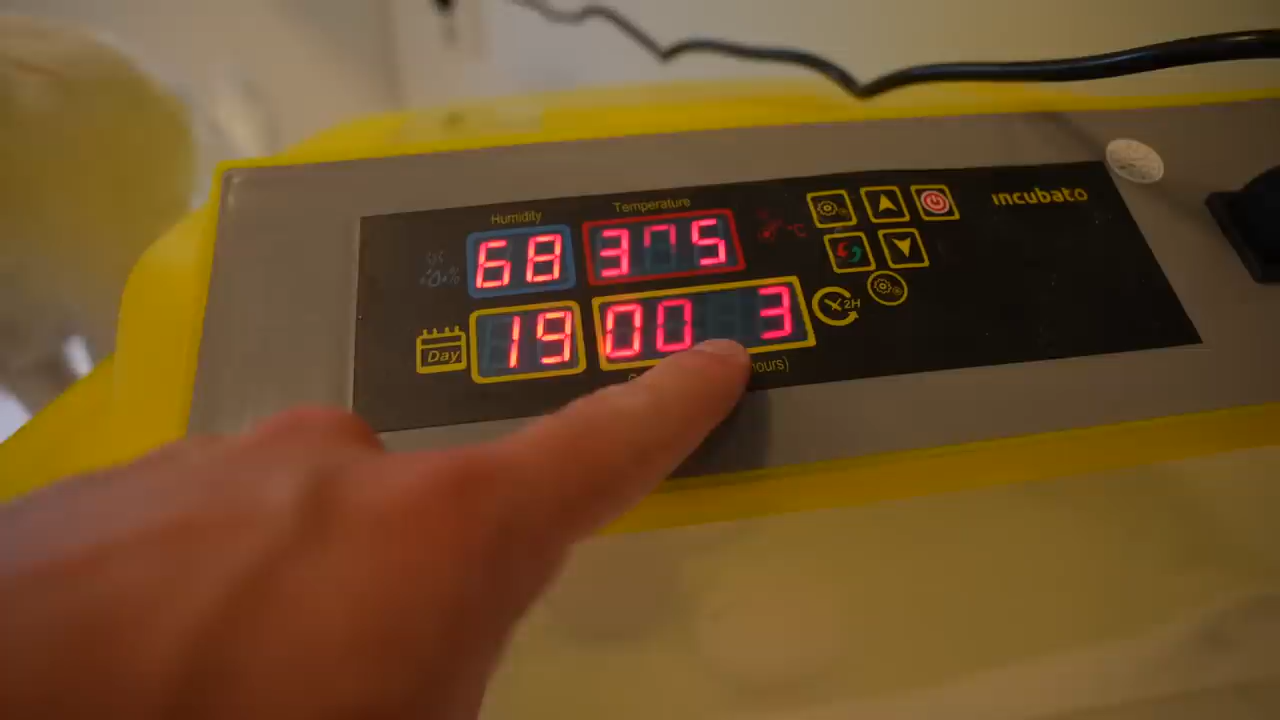 Humidity Temperature
incubato
68 375
°C
Day 19 00 3
2H
hours)